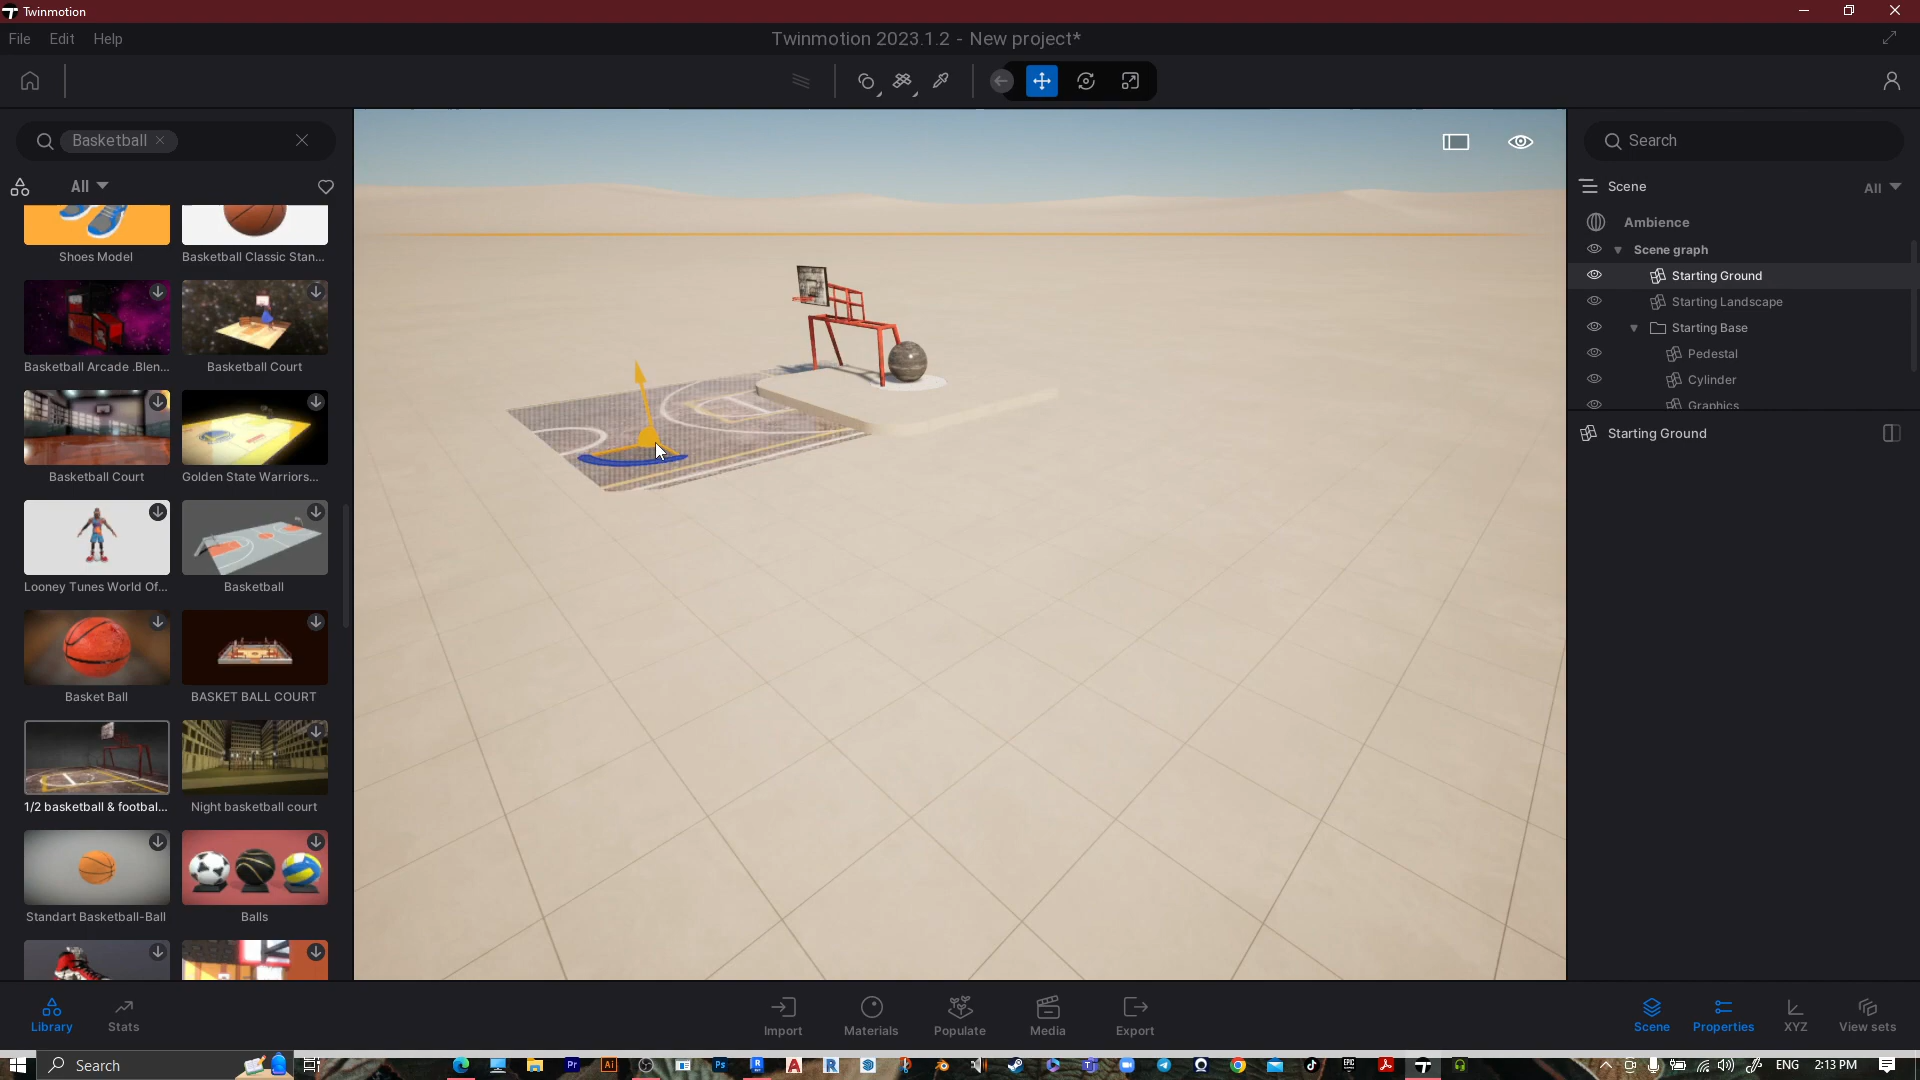 Twinmotion
File Edit Help
Twinmotion 2023.1.2 - New project*
Basketball
All
Shoes Model
Basketball Classic Stan...
Basketball Arcade .Blen...
Basketball Court
Basketball Court
Golden State Warriors...
Looney Tunes World Of...
Basketball
Basket Ball
BASKET BALL COURT
1/2 basketball & footbal...
Night basketball court
Standart Basketball-Ball
Balls
Search
Scene
All
Ambience
Scene graph
Starting Ground
Starting Landscape
Starting Base
Pedestal
Cylinder
Graphics
Starting Ground
Library
Stats
Import
Materials
Populate
Media
Export
Scene
Properties
XYZ
View sets
Search
ENG
2:13 PM